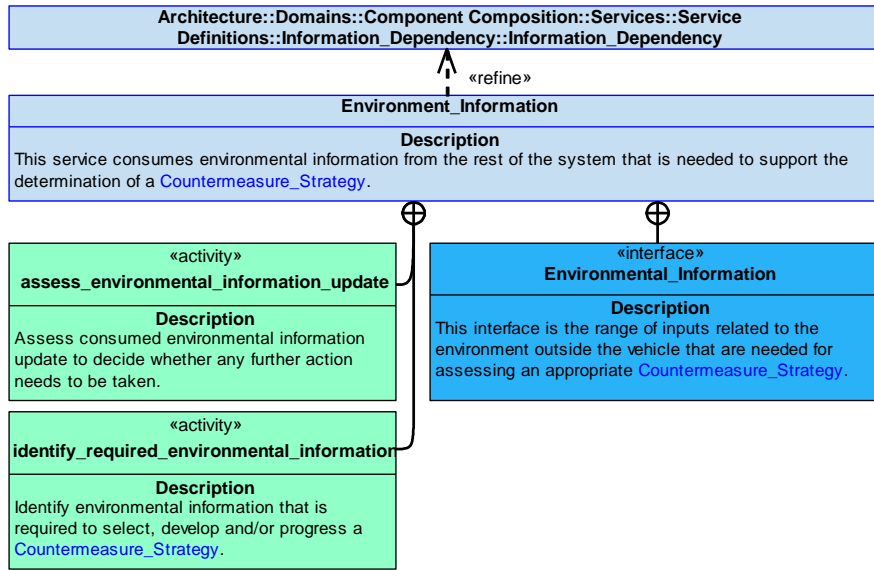 Architecture::Domains::Component Composition::Services::Service
Definitions::Information_Dependency::Information_Dependency
«refine»
Environment_Information
Description
This service consumes environmental information from the rest of the system that is needed to support the
determination of a Countermeasure_Strategy.
«activity»
assess_environmental_information_update
Description
Assess consumed environmental information
update to decide whether any further action
needs to be taken.
«interface»
Environmental_Information
Description
This interface is the range of inputs related to the
environment outside the vehicle that are needed for
assessing an appropriate Countermeasure_Strategy.
«activity»
identify_required_environmental_information
Description
Identify environmental information that is
required to select, develop and/or progress a
Countermeasure_Strategy.